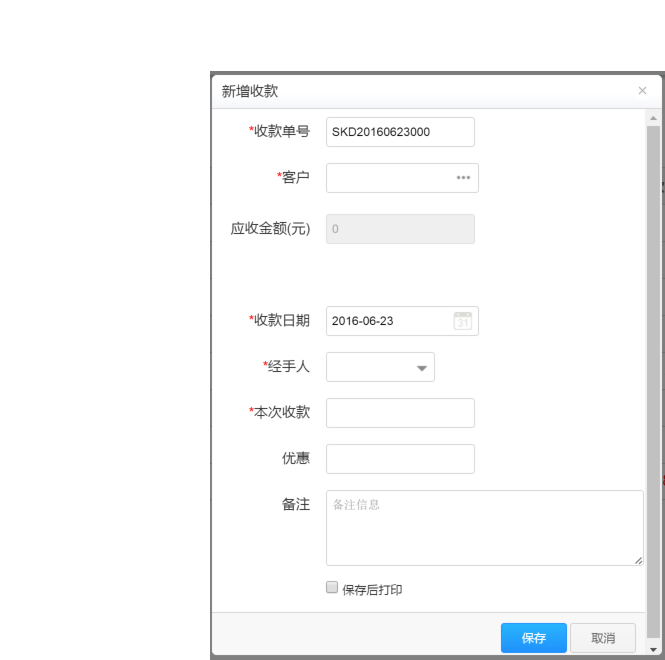 新增收款 ×
*收款单号 SKD20160623000
*客户 •••
应收金额(元) 0
*收款日期 2016-06-23 31
*经手人
*本次收款
优惠
备注 备注信息
保存后打印
保存 取消